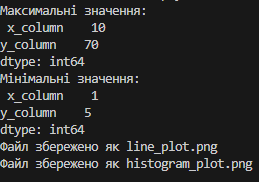 Максимальні значення:
 x_column    10
y_column    70
dtype: int64
Мінімальні значення:
 x_column    1
y_column    5
dtype: int64
Файл збережено як line_plot.png
Файл збережено як histogram_plot.png